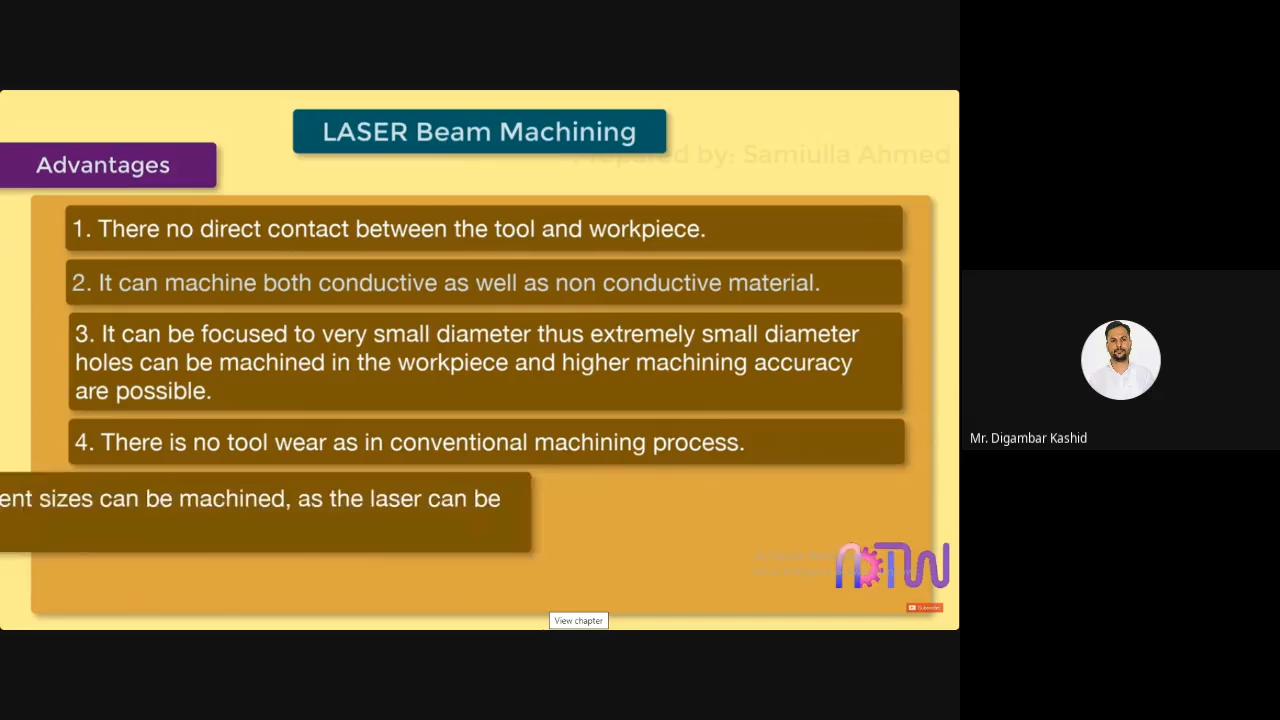 LASER Beam Machining
Prepared by: Samiulla Ahmed
Advantages
1. There no direct contact between the tool and workpiece.
2. It can machine both conductive as well as non conductive material.
3. It can be focused to very small diameter thus extremely small diameter
holes can be machined in the workpiece and higher machining accuracy
are possible.
4. There is no tool wear as in conventional machining process.
ent sizes can be machined, as the laser can be
Subscribe
View chapter
Mr. Digambar Kashid